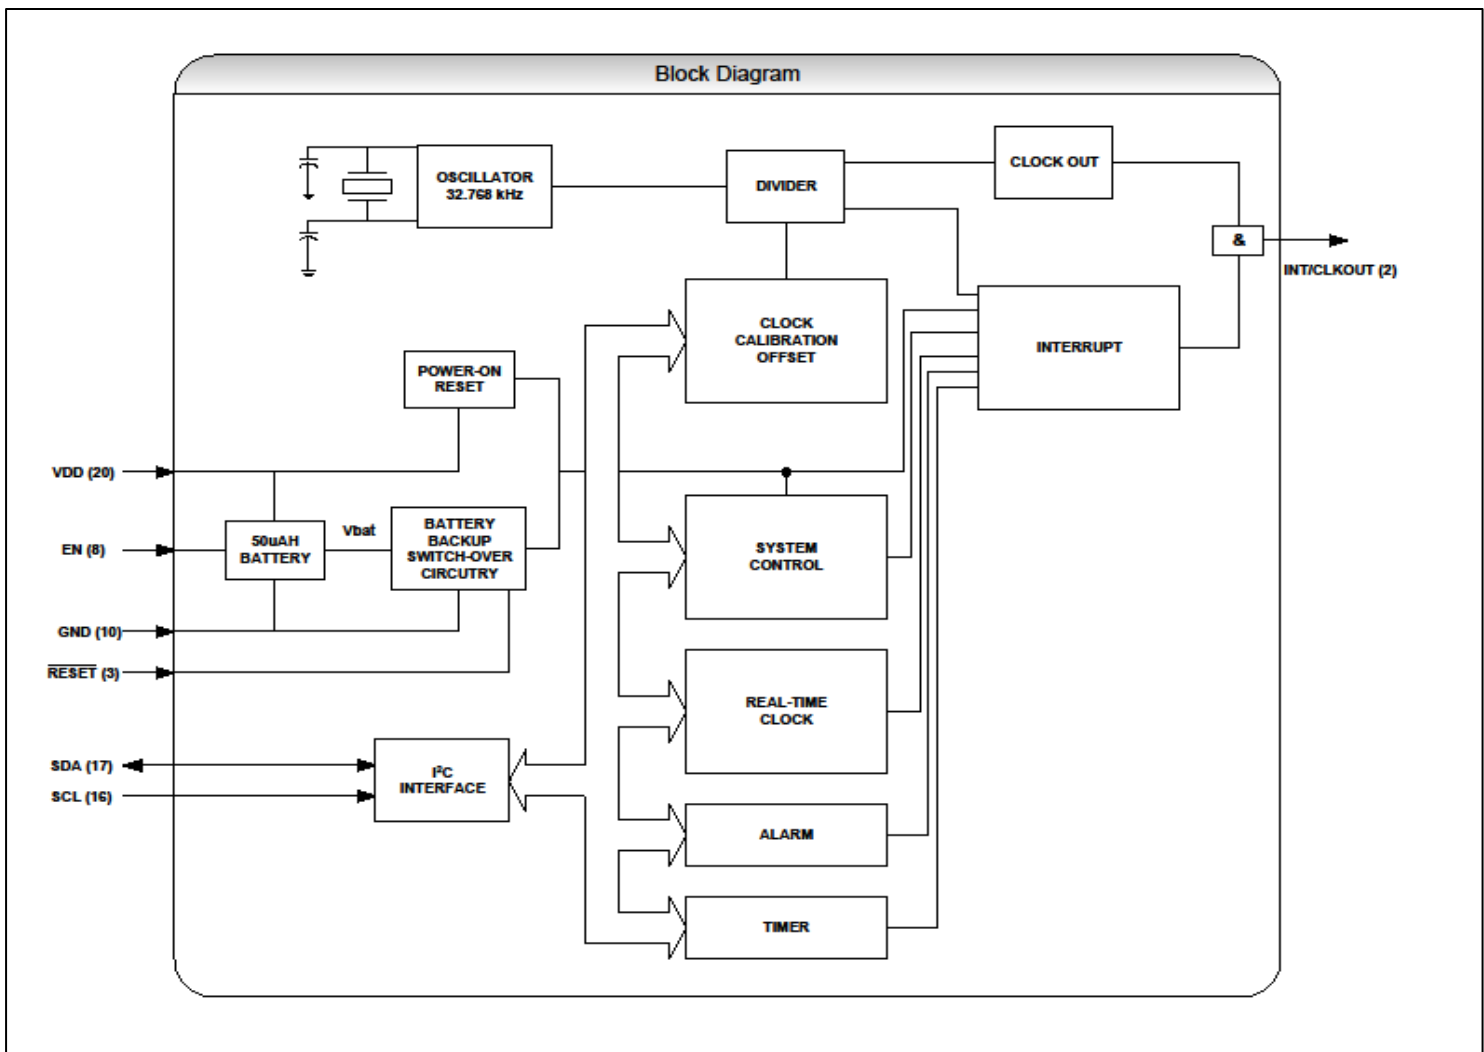 Block Diagram
OSCILLATOR
32.768 kHz
DIVIDER
CLOCK OUT
&
INT/CLKOUT (2)
CLOCK
CALIBRATION
OFFSET
INTERRUPT
POWER-ON
RESET
VDD (20)
EN (8)
50uAH
BATTERY
Vbat
BATTERY
BACKUP
SWITCH-OVER
CIRCUTRY
SYSTEM
CONTROL
GND (10)
RESET (3)
REAL-TIME
CLOCK
SDA (17)
SCL (16)
I²C
INTERFACE
ALARM
TIMER